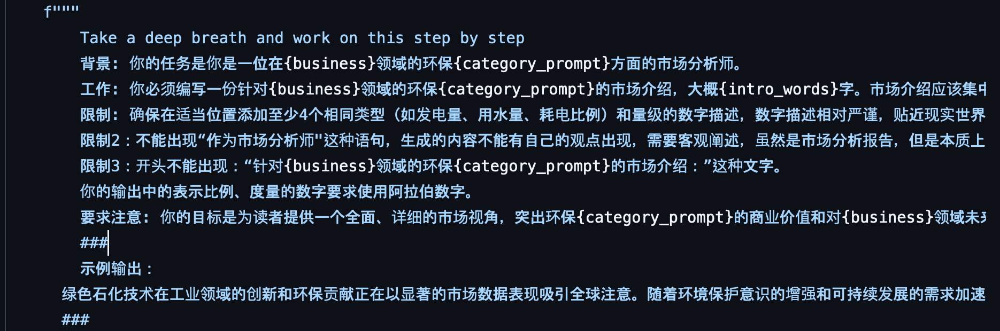 f"""
Take a deep breath and work on this step by step
背景: 你的任务是你是一位在{business}领域的环保{category_prompt}方面的市场分析师。
工作: 你必须编写一份针对{business}领域的环保{category_prompt}的市场介绍，大概{intro_words}字。市场介绍应该集中
限制: 确保在适当位置添加至少4个相同类型（如发电量、用水量、耗电比例）和量级的数字描述，数字描述相对严谨，贴近现实世界
限制2：不能出现“作为市场分析师"这种语句，生成的内容不能有自己的观点出现，需要客观阐述，虽然是市场分析报告，但是本质上
限制3：开头不能出现：“针对{business}领域的环保{category_prompt}的市场介绍：”这种文字。
你的输出中的表示比例、度量的数字要求使用阿拉伯数字。
要求注意: 你的目标是为读者提供一个全面、详细的市场视角，突出环保{category_prompt}的商业价值和对{business}领域未来
###
示例输出：
绿色石化技术在工业领域的创新和环保贡献正在以显著的市场数据表现吸引全球注意。随着环境保护意识的增强和可持续发展的需求加速
###